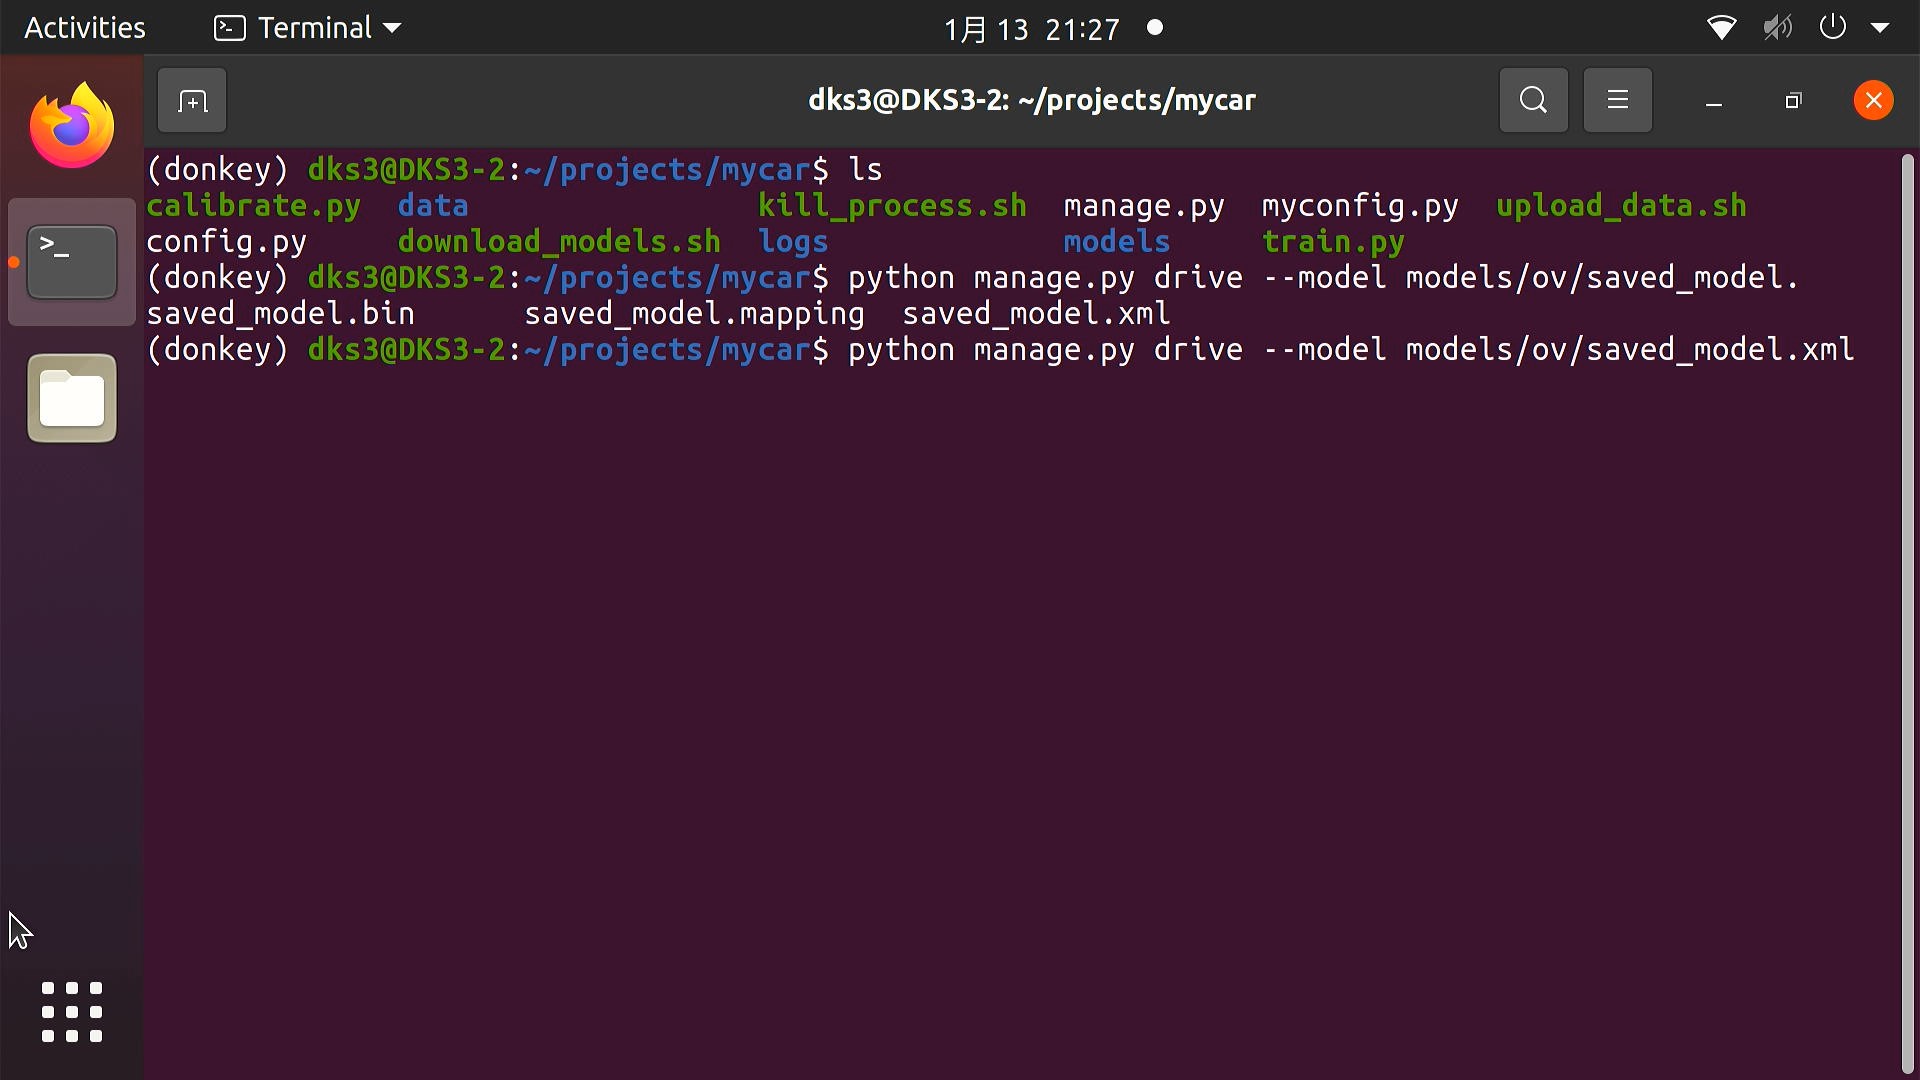 Activities Terminal 1月 13 21:27
dks3@DKS3-2: ~/projects/mycar
(donkey) dks3@DKS3-2:~/projects/mycar$ ls
calibrate.py data kill_process.sh manage.py myconfig.py upload_data.sh
config.py download_models.sh logs models train.py
(donkey) dks3@DKS3-2:~/projects/mycar$ python manage.py drive --model models/ov/saved_model.
saved_model.bin saved_model.mapping saved_model.xml
(donkey) dks3@DKS3-2:~/projects/mycar$ python manage.py drive --model models/ov/saved_model.xml